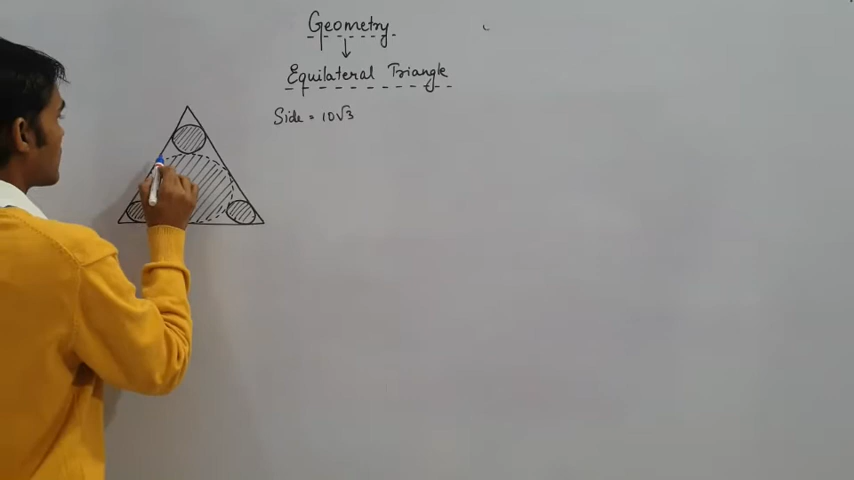 Geometry
Equilateral Triangle
Side = 10√3